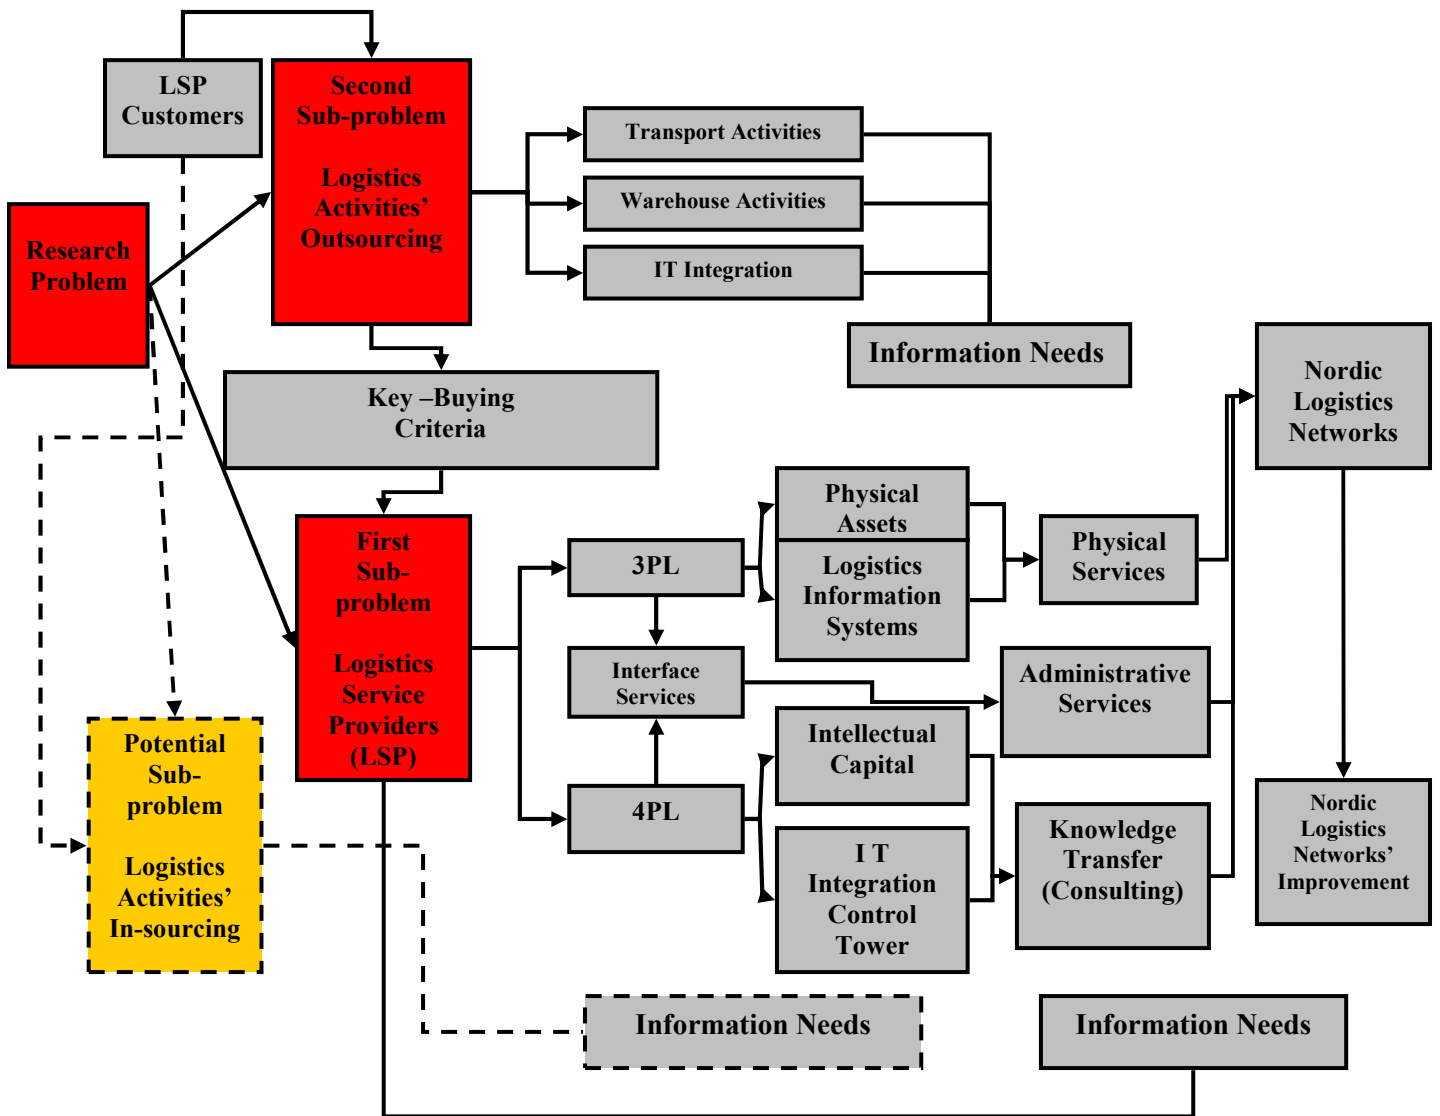 LSP
Customers
Second
Sub-problem
Logistics
Activities’
Outsourcing
Transport Activities
Warehouse Activities
IT Integration
Research
Problem
Information Needs
Nordic
Logistics
Networks
Key –Buying
Criteria
First
Sub-
problem
Logistics
Service
Providers
(LSP)
3PL
Physical
Assets
Logistics
Information
Systems
Physical
Services
Interface
Services
Administrative
Services
Potential
Sub-
problem
Logistics
Activities’
In-sourcing
4PL
Intellectual
Capital
I T
Integration
Control
Tower
Knowledge
Transfer
(Consulting)
Nordic
Logistics
Networks’
Improvement
Information Needs
Information Needs